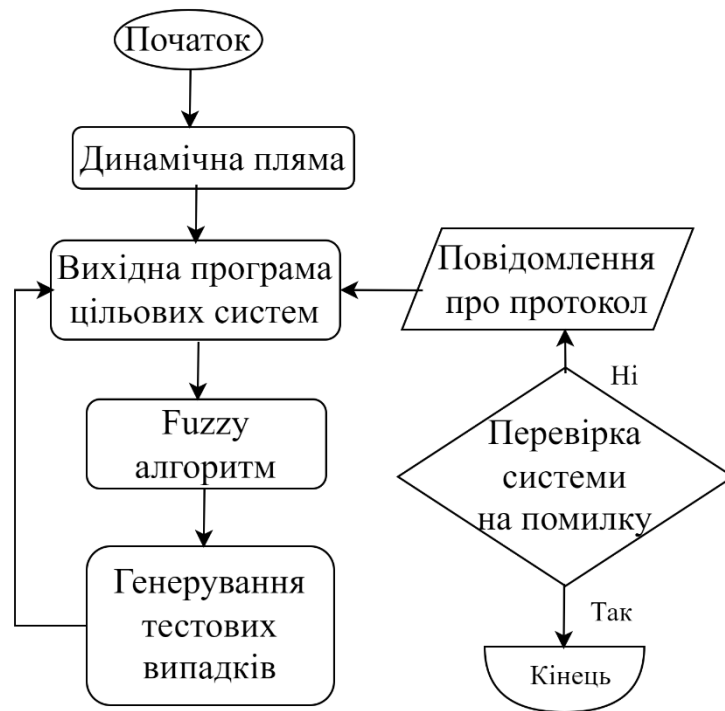 Початок
Динамічна пляма
Вихідна програма
цільових систем
Повідомлення
про протокол
Fuzzy
алгоритм
Ні
Перевірка
системи
на помилку
Генерування
тестових
випадків
Так
Кінець